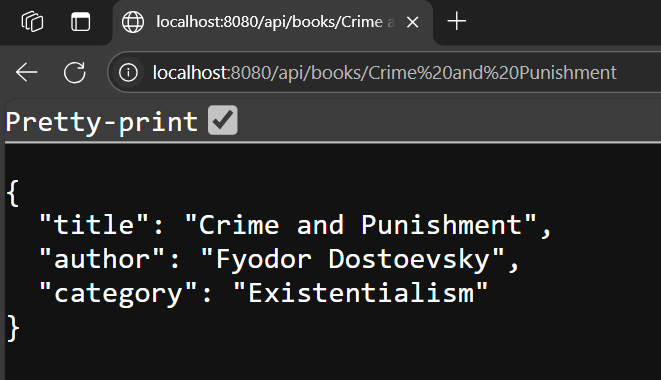 localhost:8080/api/books/Crime a
localhost:8080/api/books/Crime%20and%20Punishment
Pretty-print
{
  "title": "Crime and Punishment",
  "author": "Fyodor Dostoevsky",
  "category": "Existentialism"
}